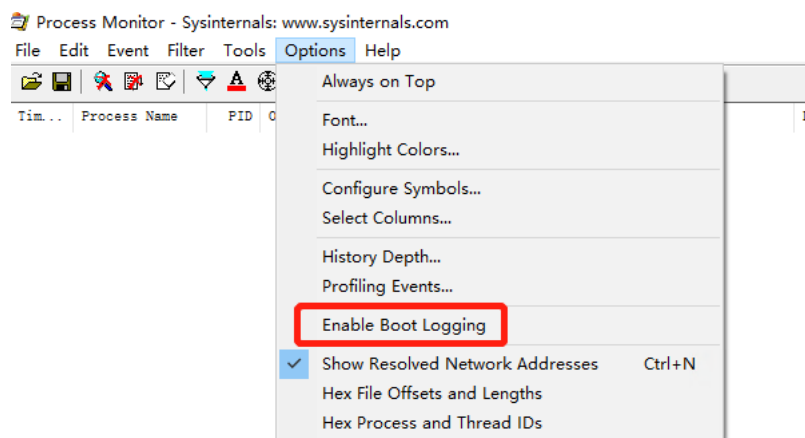 Process Monitor - Sysinternals: www.sysinternals.com
File Edit Event Filter Tools Options Help
Always on Top
Tim... Process Name PID
Font...
Highlight Colors...
Configure Symbols...
Select Columns...
History Depth...
Profiling Events...
Enable Boot Logging
Show Resolved Network Addresses Ctrl+N
Hex File Offsets and Lengths
Hex Process and Thread IDs